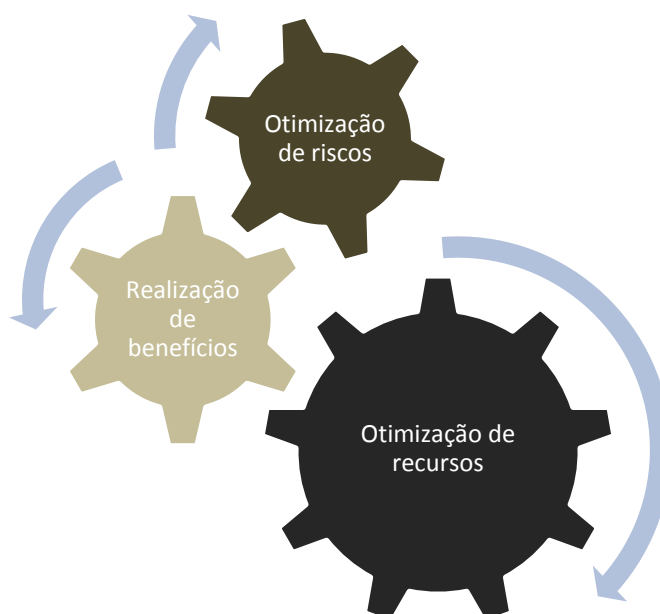 Otimização
de riscos
Realização
de
benefícios
Otimização de
recursos